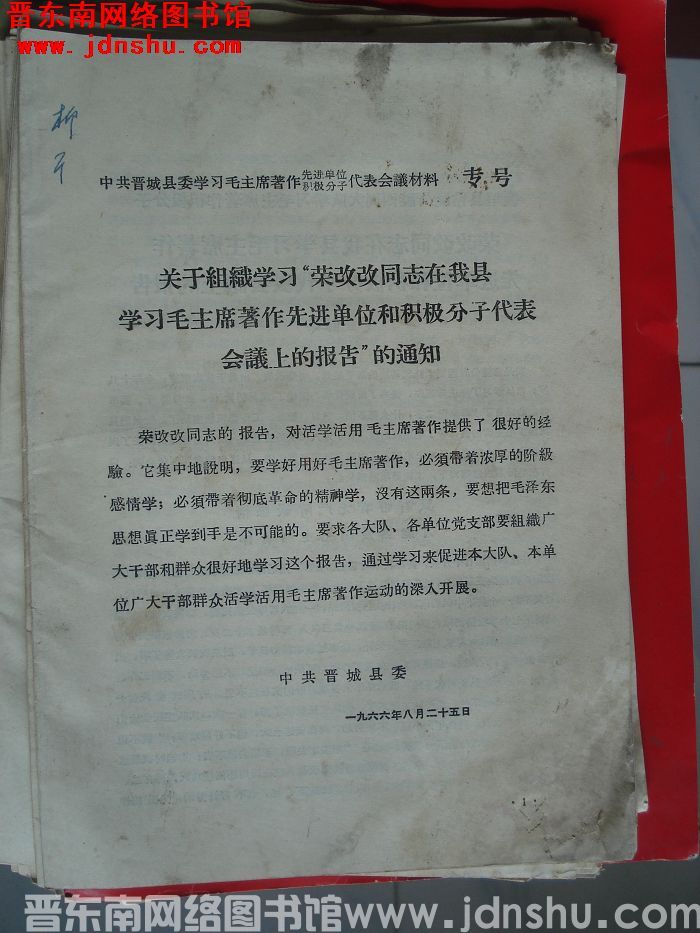 晋东南网络图书馆
www.jdnshu.com
柳
中共晋城县委学习毛主席著作先进单位积极分子代表会議材料 专号
关于組織学习“荣改改同志在我县
学习毛主席著作先进单位和积极分子代表
会議上的报告”的通知
荣改改同志的报告，对活学活用毛主席著作提供了很好的经
驗。它集中地說明，要学好用好毛主席著作，必須带着浓厚的阶級
感情学；必須带着彻底革命的精神学，沒有这兩条，要想把毛泽东
思想眞正学到手是不可能的。要求各大队、各单位党支部要組織广
大干部和群众很好地学习这个报告，通过学习来促进本大队、本单
位广大干部群众活学活用毛主席著作运动的深入开展。
中共晋城县委
一九六六年八月二十五日
·1·
晋东南网络图书馆www.jdnshu.com